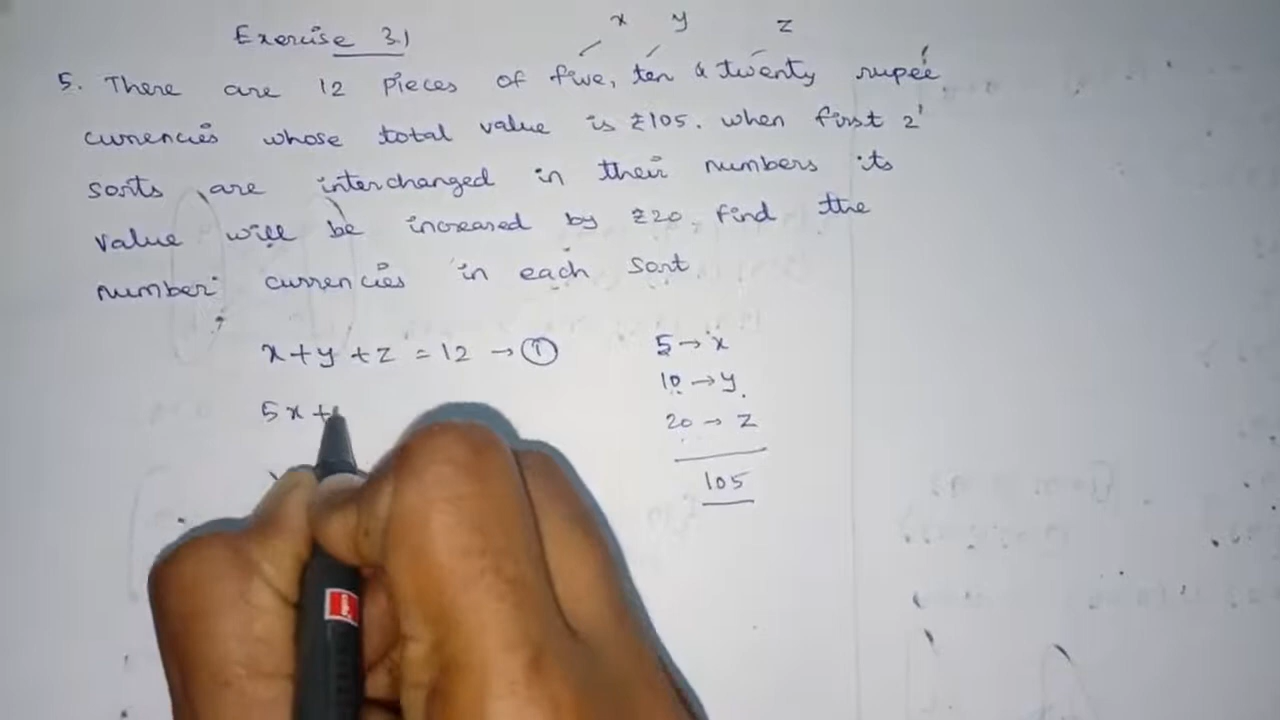 x y z
Exercise 3.1
5. There are 12 pieces of five, ten & twenty rupee
currencies whose total value is ₹105. when first 2
sorts are interchanged in their numbers its
value will be increased by ₹20. find the
number currencies in each sort
x+y+z = 12 → ①
5x+
5 → x
10 → y
20 → z
105